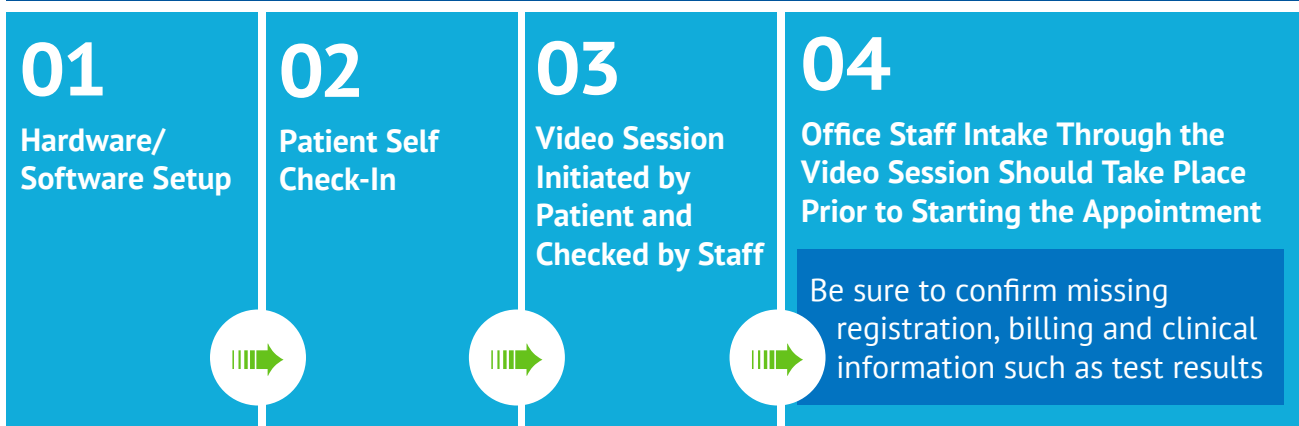 01
Hardware/
Software Setup
02
Patient Self
Check-In
03
Video Session
Initiated by
Patient and
Checked by Staff
04
Office Staff Intake Through the
Video Session Should Take Place
Prior to Starting the Appointment
Be sure to confirm missing
registration, billing and clinical
information such as test results